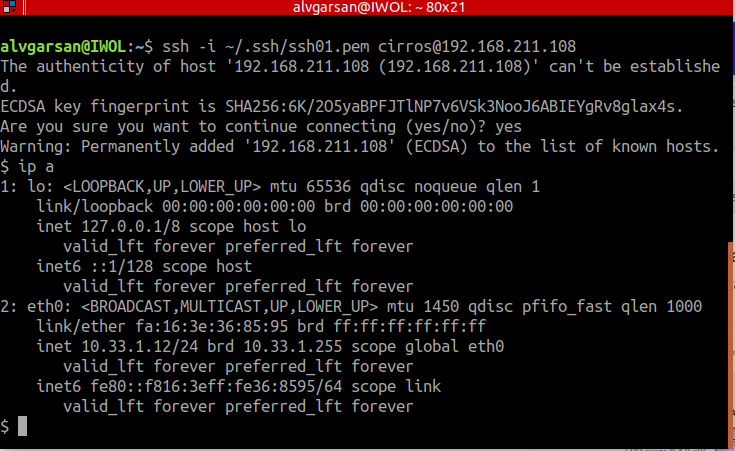 alvgarsan@IWOL: ~ 80x21
alvgarsan@IWOL:~$ ssh -i ~/.ssh/ssh01.pem cirros@192.168.211.108
The authenticity of host '192.168.211.108 (192.168.211.108)' can't be establishe
d.
ECDSA key fingerprint is SHA256:6K/2O5yaBPFJTlNP7v6VSk3NooJ6ABIEYgRv8glax4s.
Are you sure you want to continue connecting (yes/no)? yes
Warning: Permanently added '192.168.211.108' (ECDSA) to the list of known hosts.
$ ip a
1: lo: <LOOPBACK,UP,LOWER_UP> mtu 65536 qdisc noqueue qlen 1
    link/loopback 00:00:00:00:00:00 brd 00:00:00:00:00:00
    inet 127.0.0.1/8 scope host lo
       valid_lft forever preferred_lft forever
    inet6 ::1/128 scope host
       valid_lft forever preferred_lft forever
2: eth0: <BROADCAST,MULTICAST,UP,LOWER_UP> mtu 1450 qdisc pfifo_fast qlen 1000
    link/ether fa:16:3e:36:85:95 brd ff:ff:ff:ff:ff:ff
    inet 10.33.1.12/24 brd 10.33.1.255 scope global eth0
       valid_lft forever preferred_lft forever
    inet6 fe80::f816:3eff:fe36:8595/64 scope link
       valid_lft forever preferred_lft forever
$